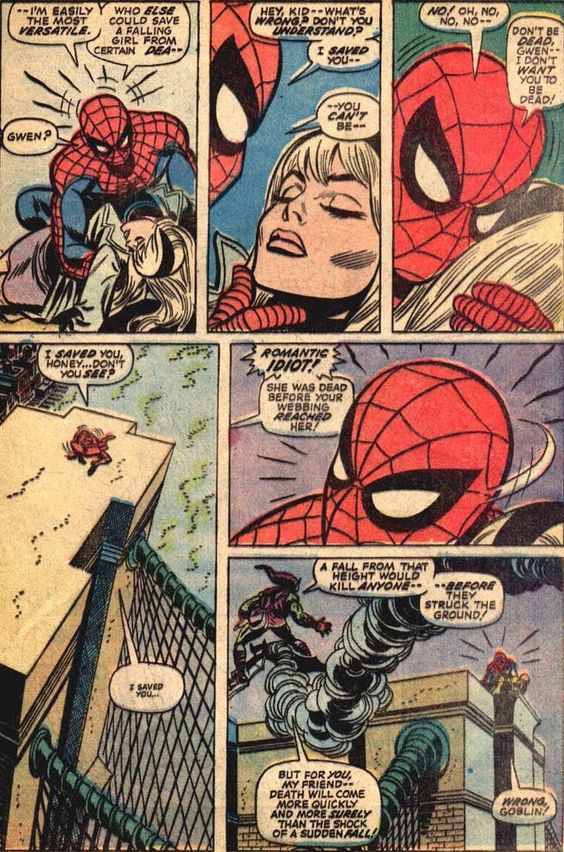 --I'M EASILY
THE MOST
VERSATILE.
WHO ELSE
COULD SAVE
A FALLING
GIRL FROM
CERTAIN DEA--
GWEN?
HEY, KID--WHAT'S
WRONG? DON'T YOU
UNDERSTAND?
I SAVED
YOU--
--YOU
CAN'T
BE--
NO! OH, NO,
NO, NO--
DON'T BE
DEAD,
GWEN--
I DON'T
WANT YOU
TO BE
DEAD!
I SAVED YOU,
HONEY...DON'T
YOU SEE?
I SAVED
YOU...
ROMANTIC
IDIOT!
SHE WAS DEAD
BEFORE YOUR
WEBBING
REACHED
HER!
A FALL FROM THAT
HEIGHT WOULD
KILL ANYONE--
--BEFORE
THEY
STRUCK THE
GROUND!
BUT FOR YOU,
MY FRIEND--
DEATH WILL COME
MORE QUICKLY
AND MORE SURELY
THAN THE SHOCK
OF A SUDDEN FALL!
WRONG,
GOBLIN!